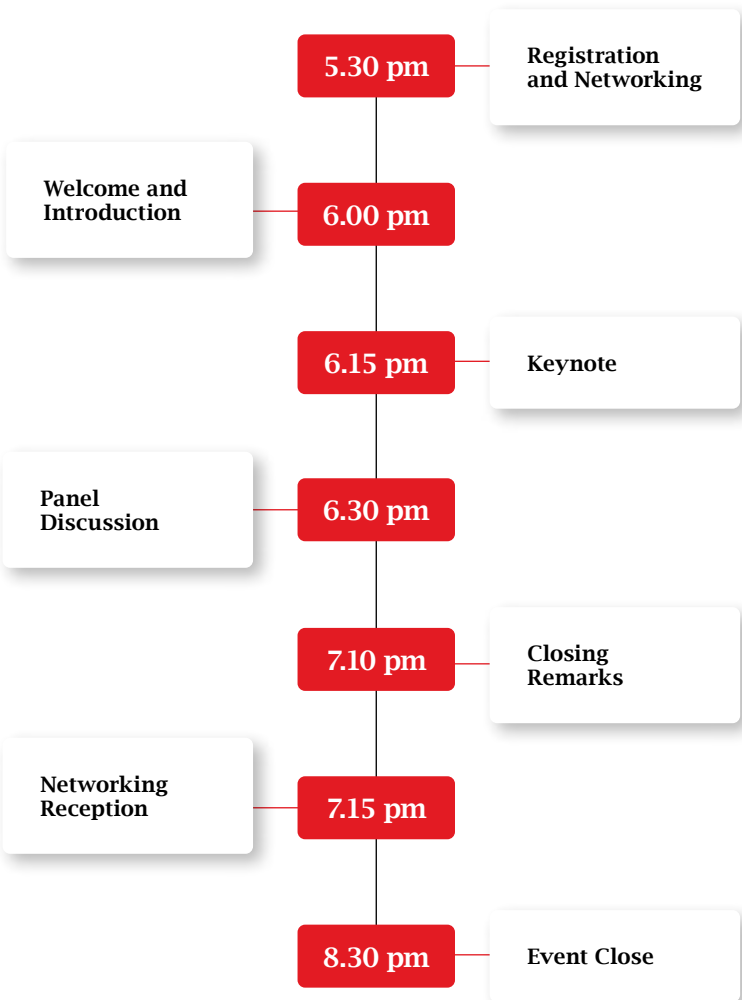 5.30 pm
Registration
and Networking
Welcome and
Introduction
6.00 pm
6.15 pm
Keynote
Panel
Discussion
6.30 pm
7.10 pm
Closing
Remarks
Networking
Reception
7.15 pm
8.30 pm
Event Close